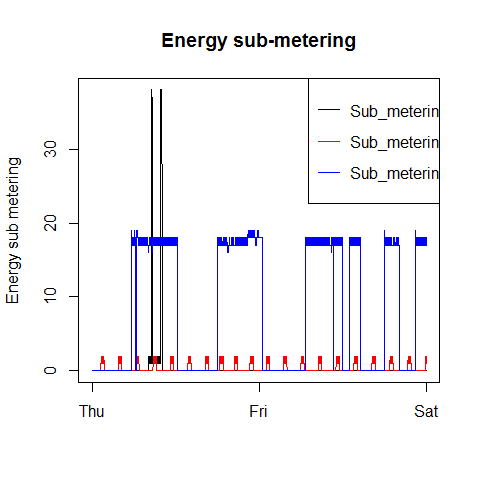 Energy sub-metering
Sub_meterin
Sub_meterin
Sub_meterin
Energy sub metering
30
20
10
0
Thu
Fri
Sat